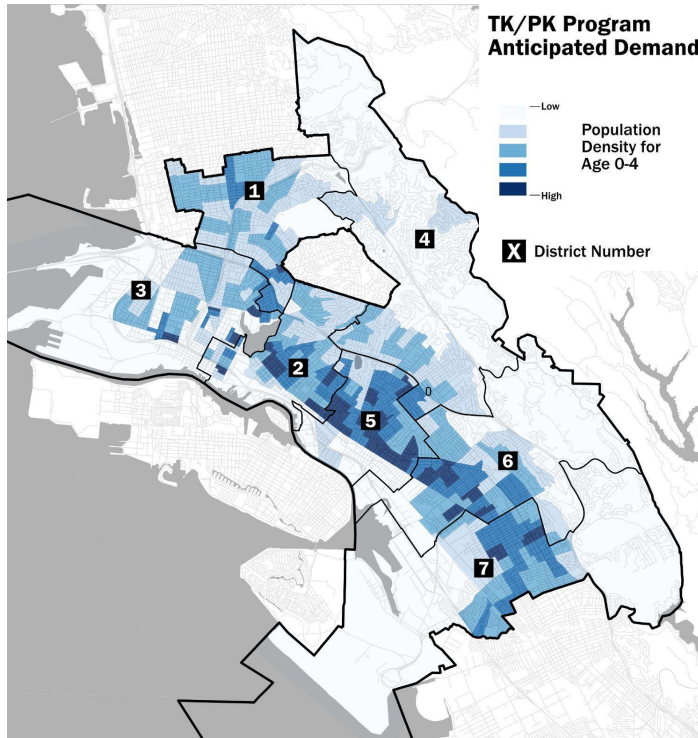 TK/PK Program
Anticipated Demand
Low
Population
Density for
Age 0-4
High
X District Number
1
4
3
2
0
5
6
7